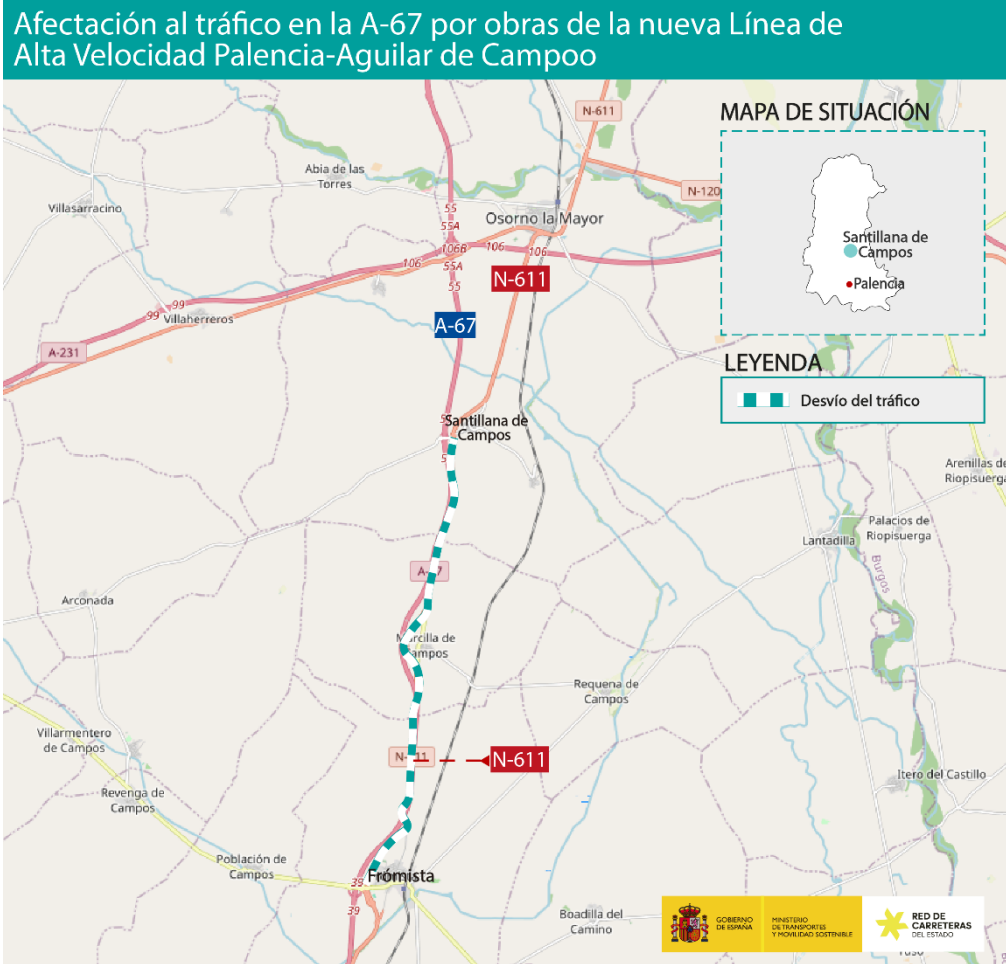 Afectación al tráfico en la A-67 por obras de la nueva Línea de
Alta Velocidad Palencia-Aguilar de Campoo
MAPA DE SITUACIÓN
Santillana de
Campos
Palencia
LEYENDA
Desvío del tráfico
N-611
N-120
Abia de las
Torres
Villasarracino
Osorno la Mayor
55
55A
106B
106
106
106
55A
55
N-611
A-67
99
99
Villaherreros
A-231
Santillana de
Campos
5
5
Arenillas de
Riopisuerga
Palacios de
Riopisuerga
Lantadilla
Burgos
Arconada
Campos
Requena de
Campos
Villarmentero
de Campos
N-611
Itero del Castillo
Revenga de
Campos
Población de
Campos
Frómista
39
39
Boadilla del
Camino
GOBIERNO
DE ESPAÑA
MINISTERIO
DE TRANSPORTES
Y MOVILIDAD SOSTENIBLE
RED DE
CARRETERAS
DEL ESTADO